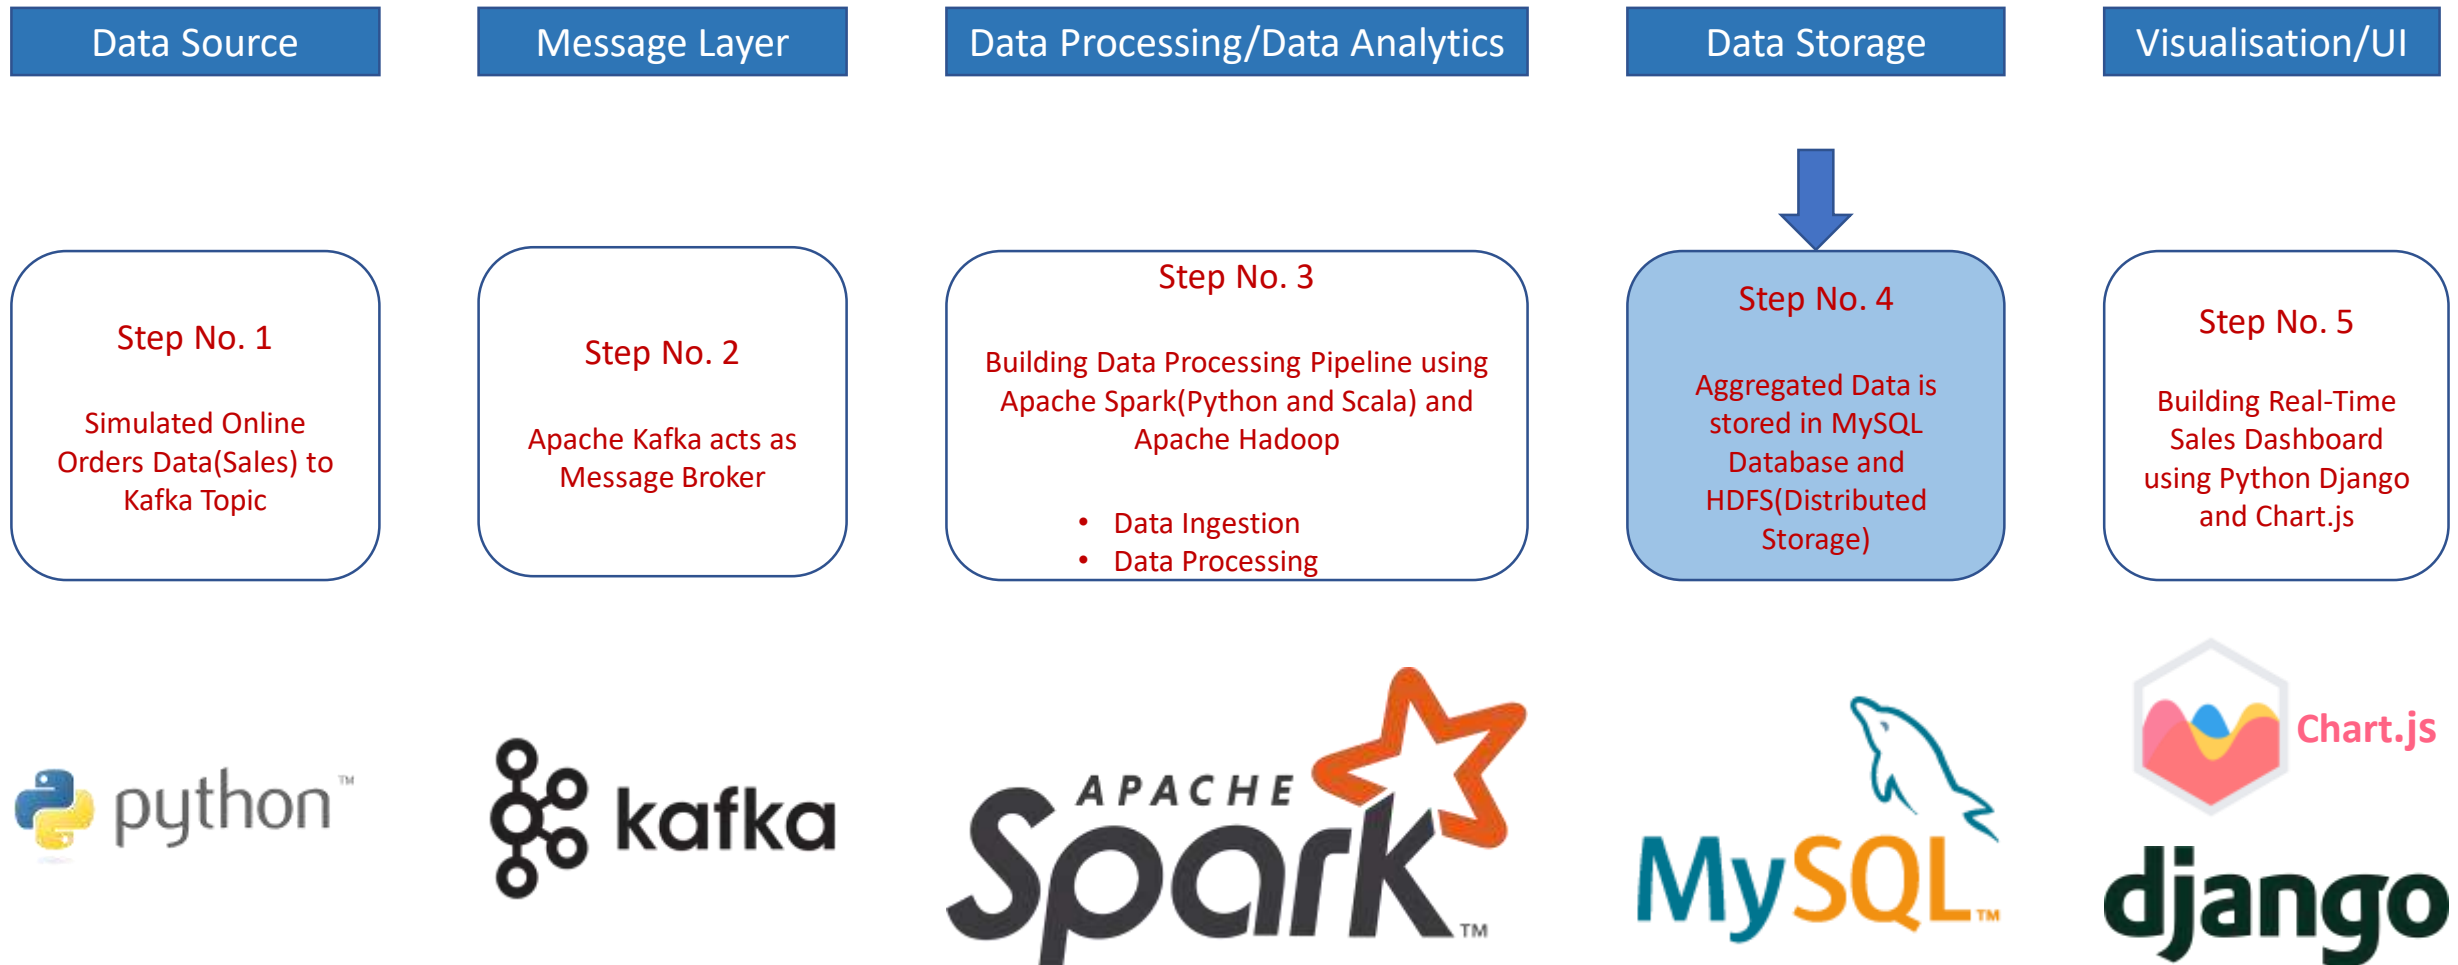 Data Source
Message Layer
Data Processing/Data Analytics
Data Storage
Visualisation/UI
Step No. 1
Simulated Online
Orders Data(Sales) to
Kafka Topic
Step No. 2
Apache Kafka acts as
Message Broker
Step No. 3
Building Data Processing Pipeline using
Apache Spark(Python and Scala) and
Apache Hadoop
• Data Ingestion
• Data Processing
Step No. 4
Aggregated Data is
stored in MySQL
Database and
HDFS(Distributed
Storage)
Step No. 5
Building Real-Time
Sales Dashboard
using Python Django
and Chart.js
python™
kafka
APACHE
Spark™
MySQL™
Chart.js
django